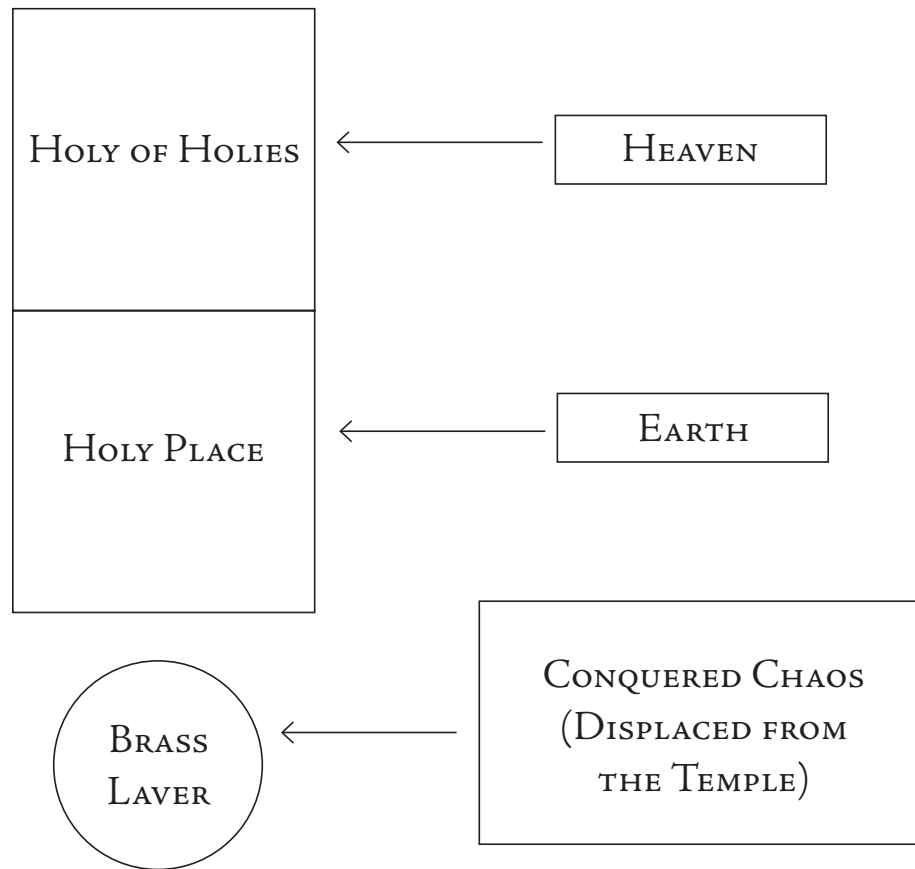 Holy of Holies
Heaven
Holy Place
Earth
Brass
Laver
Conquered Chaos
(Displaced from
the Temple)